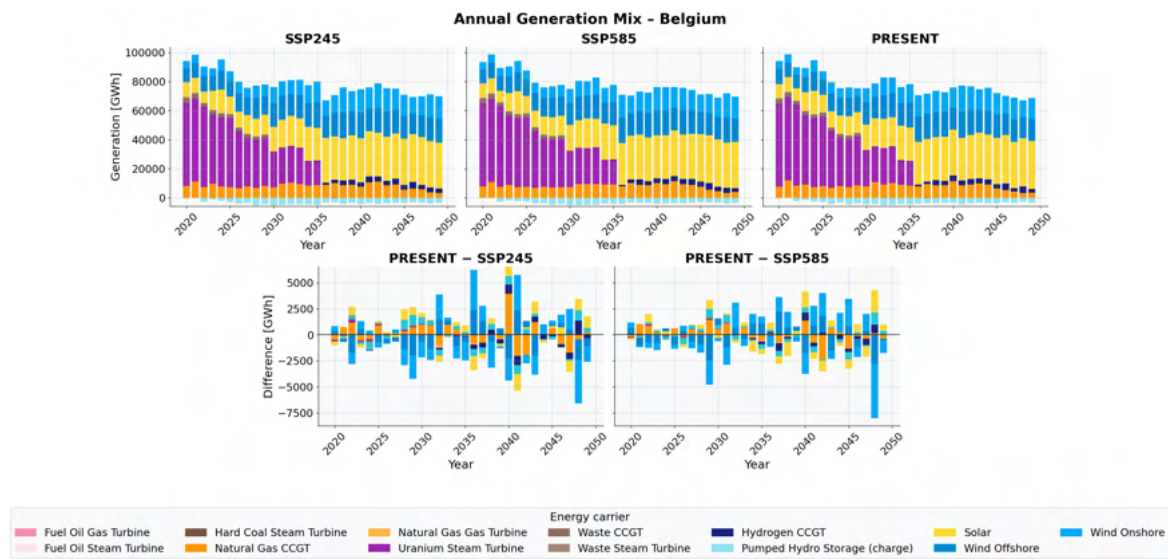 Annual Generation Mix – Belgium
SSP245 SSP585 PRESENT
Generation [GWh]
100000
80000
60000
40000
20000
0
2020 2025 2030 2035 2040 2045 2050
2020 2025 2030 2035 2040 2045 2050
2020 2025 2030 2035 2040 2045 2050
Year Year Year
PRESENT − SSP245 PRESENT − SSP585
Difference [GWh]
5000
2500
0
−2500
−5000
−7500
2020 2025 2030 2035 2040 2045 2050
2020 2025 2030 2035 2040 2045 2050
Year Year
Energy carrier
Fuel Oil Gas Turbine Hard Coal Steam Turbine Natural Gas Gas Turbine Waste CCGT Hydrogen CCGT Solar Wind Onshore
Fuel Oil Steam Turbine Natural Gas CCGT Uranium Steam Turbine Waste Steam Turbine Pumped Hydro Storage (charge) Wind Offshore